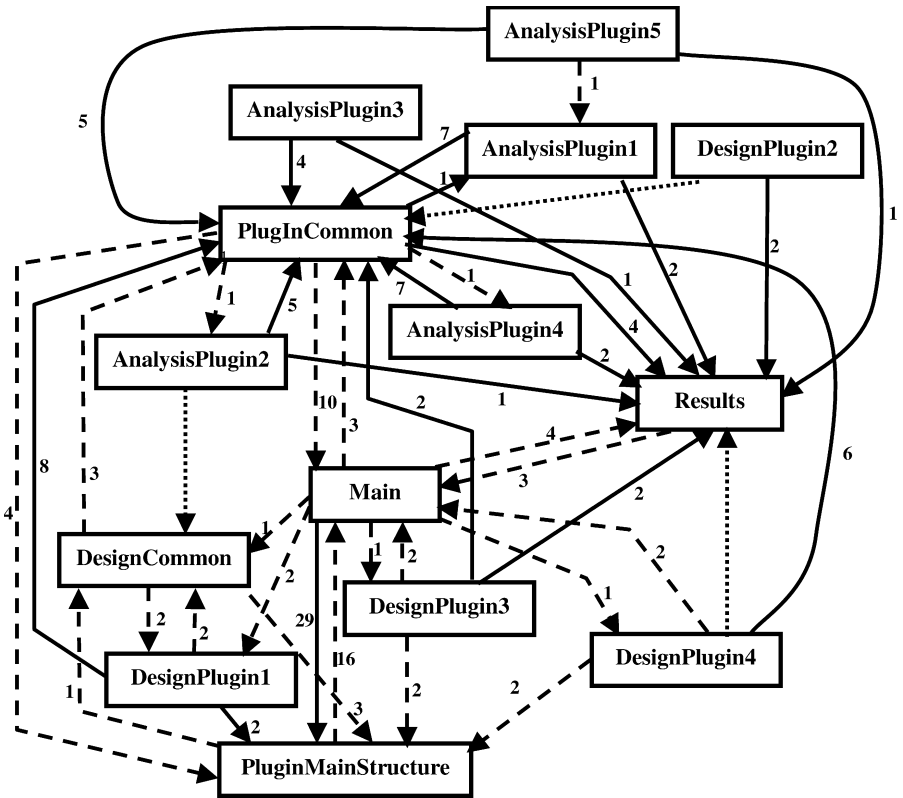 AnalysisPlugin5
1
5
AnalysisPlugin3
7
AnalysisPlugin1
DesignPlugin2
4
1
PlugInCommon
1
2
2
1
1
1
5
7
AnalysisPlugin4
4
AnalysisPlugin2
2
1
Results
10
2
3
4
8
3
3
6
4
Main
2
1
DesignCommon
1
2
2
2
1
2
2
29
DesignPlugin3
16
DesignPlugin4
DesignPlugin1
1
2
3
2
2
PluginMainStructure